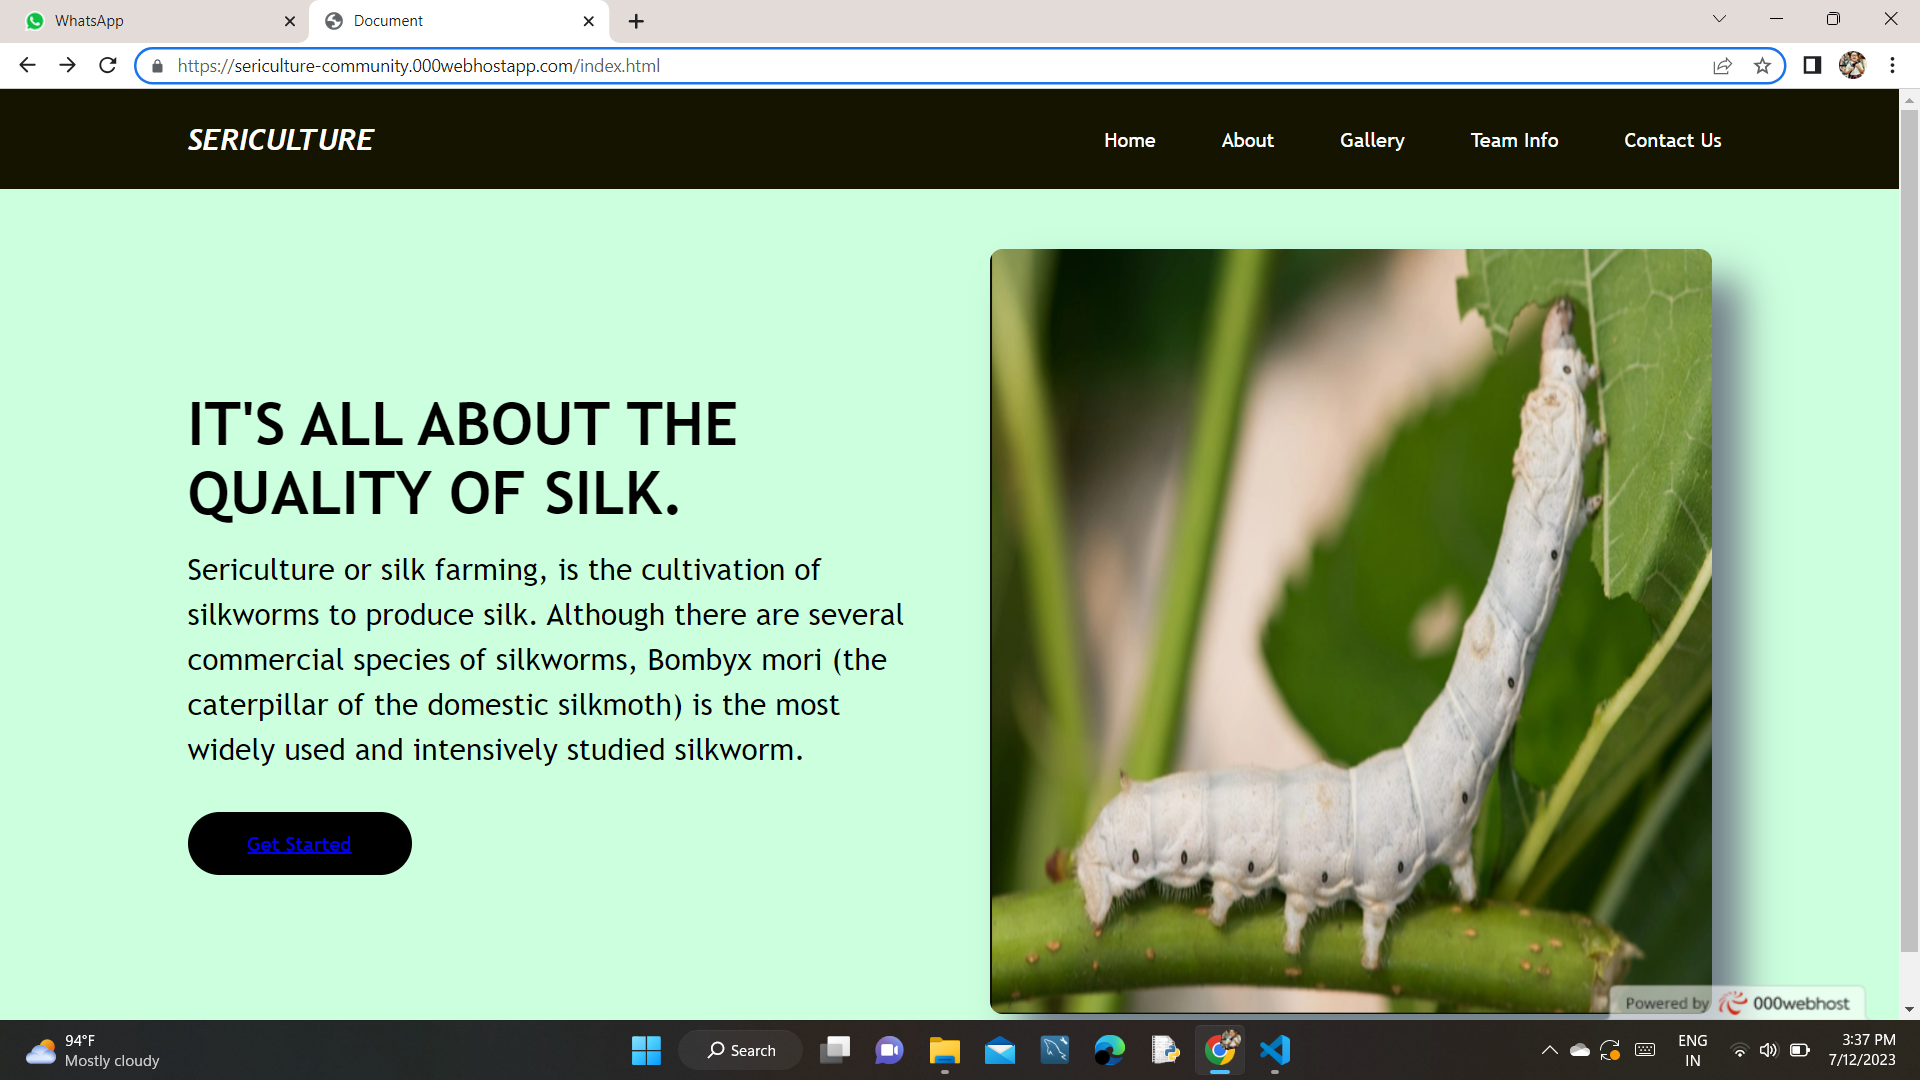 WhatsApp
Document
https://sericulture-community.000webhostapp.com/index.html
SERICULTURE
Home About Gallery Team Info Contact Us
IT'S ALL ABOUT THE
QUALITY OF SILK.
Sericulture or silk farming, is the cultivation of
silkworms to produce silk. Although there are several
commercial species of silkworms, Bombyx mori (the
caterpillar of the domestic silkmoth) is the most
widely used and intensively studied silkworm.
Get Started
Powered by 000webhost
94°F
Mostly cloudy
Search
ENG
IN
3:37 PM
7/12/2023